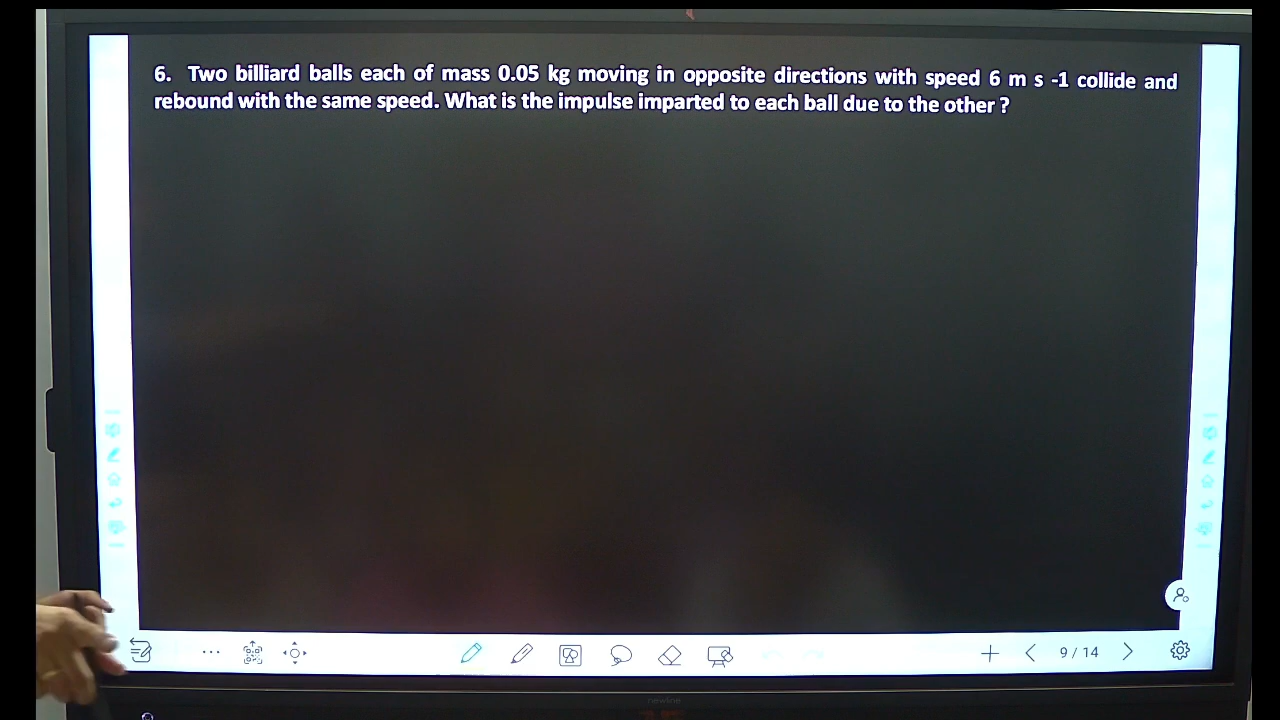 6. Two billiard balls each of mass 0.05 kg moving in opposite directions with speed 6 m s -1 collide and
rebound with the same speed. What is the impulse imparted to each ball due to the other ?
9 / 14
newline